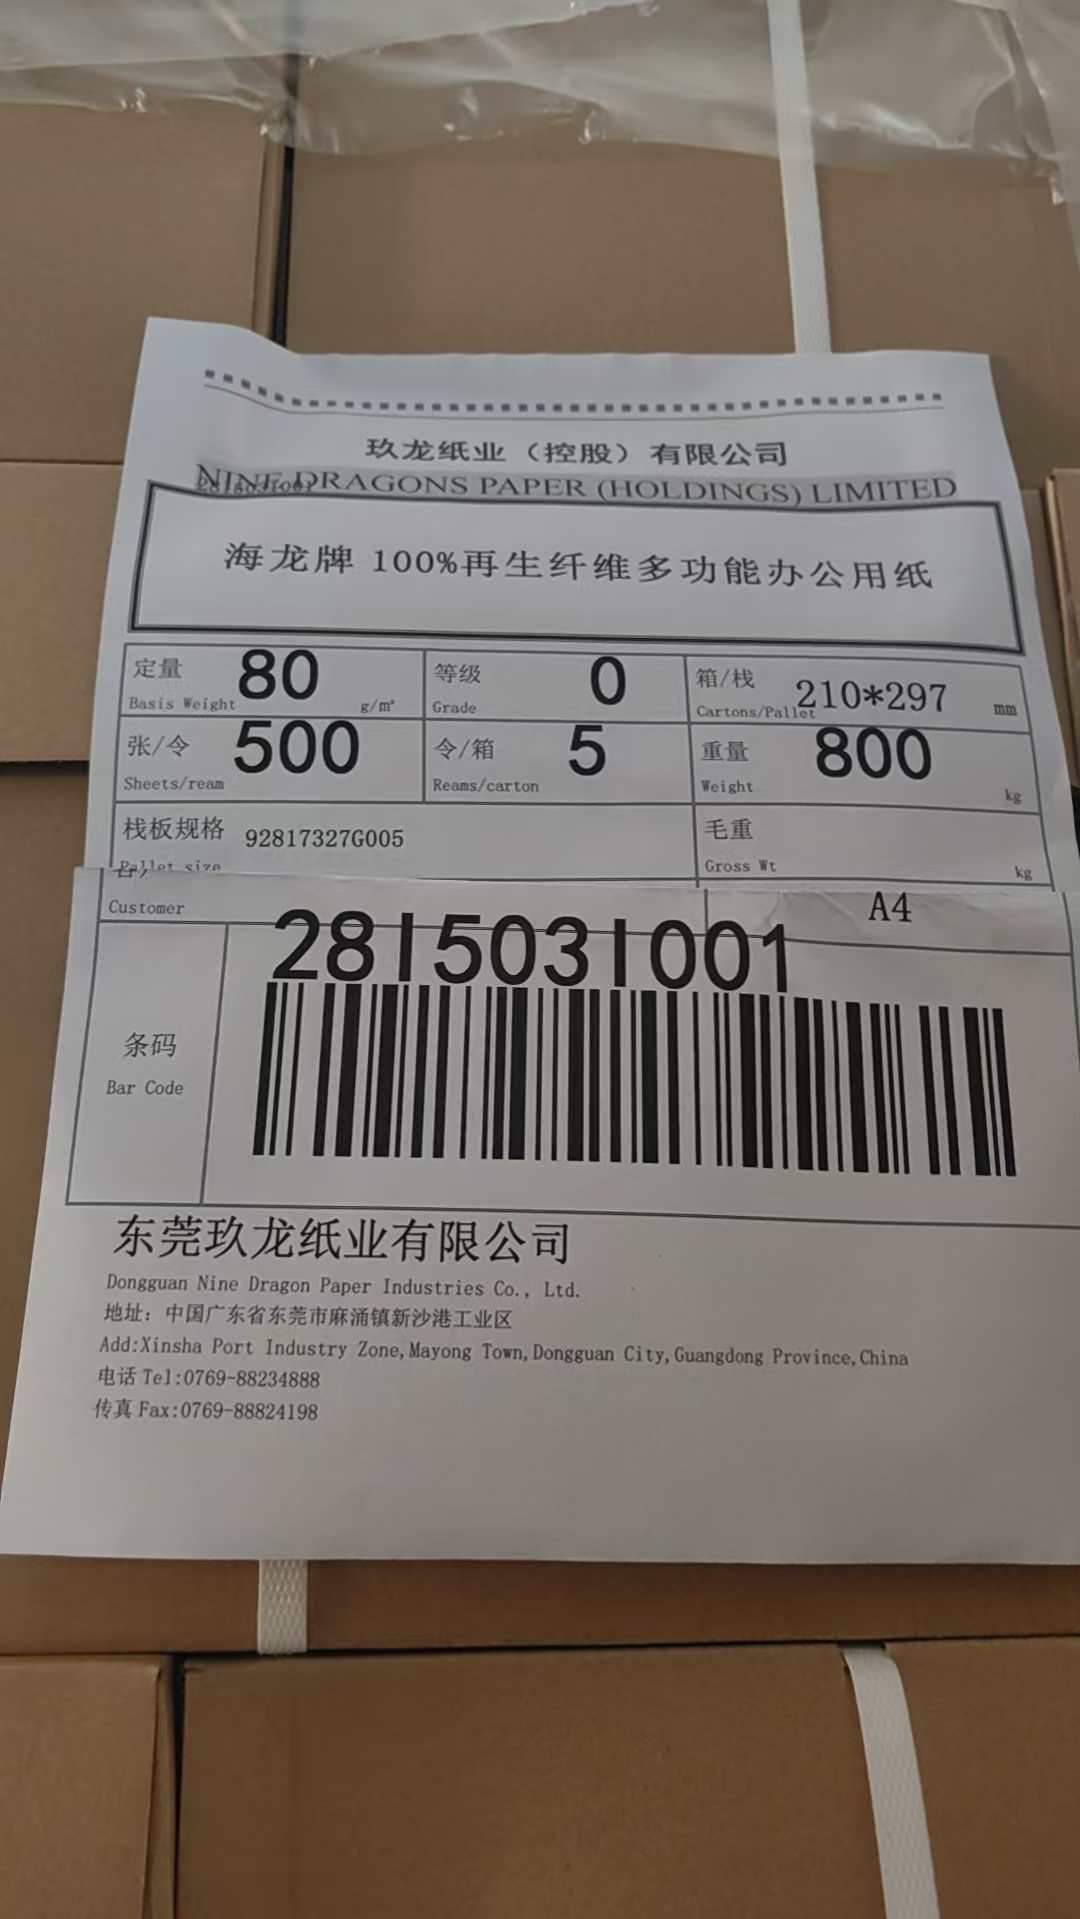 玖龙纸业（控股）有限公司
NINE DRAGONS PAPER (HOLDINGS) LIMITED
2815031001
海龙牌 100%再生纤维多功能办公用纸
定量 80 g/m²
Basis Weight
等级 0
Grade
箱/栈 210*297 mm
Cartons/Pallet
张/令 500
Sheets/ream
令/箱 5
Reams/carton
重量 800 kg
Weight
栈板规格 92817327G005
Pallet size
毛重
Gross Wt kg
Customer
A4
2815031001
条码
Bar Code
东莞玖龙纸业有限公司
Dongguan Nine Dragon Paper Industries Co., Ltd.
地址：中国广东省东莞市麻涌镇新沙港工业区
Add:Xinsha Port Industry Zone,Mayong Town,Dongguan City,Guangdong Province,China
电话 Tel:0769-88234888
传真 Fax:0769-88824198